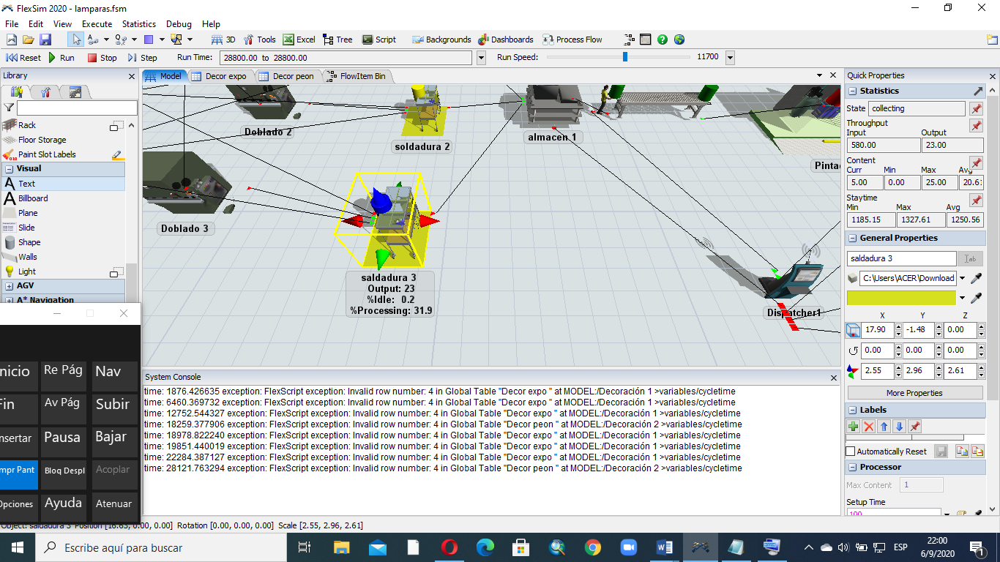 FlexSim 2020 - lamparas.fsm
File Edit View Execute Statistics Debug Help
3D Tools Excel Tree Script Backgrounds Dashboards Process Flow
Reset Run Stop Step Run Time: 28800.00 to 28800.00 Run Speed: 11700
Library
Rack
Floor Storage
Paint Slot Labels
Visual
Text
Billboard
Plane
Slide
Shape
Walls
Light
AGV
A* Navigation
nicio Re Pág Nav
Fin Av Pág Subir
nsertar Pausa Bajar
mpr Pant Bloq Despl Acoplar
Opciones Ayuda Atenuar
Model Decor expo Decor peon FlowItem Bin
Doblado 2
soldadura 2
almacen 1
Pinta
Doblado 3
saldadura 3
Output: 23
%Idle: 0.2
%Processing: 31.9
Dispatcher1
System Console
time: 1876.426635 exception: FlexScript exception: Invalid row number: 4 in Global Table "Decor expo " at MODEL:/Decoración 1 >variables/cycletime
time: 6460.369732 exception: FlexScript exception: Invalid row number: 4 in Global Table "Decor expo " at MODEL:/Decoración 1 >variables/cycletime
time: 12752.544327 exception: FlexScript exception: Invalid row number: 4 in Global Table "Decor expo " at MODEL:/Decoración 1 >variables/cycletime
time: 18259.377906 exception: FlexScript exception: Invalid row number: 4 in Global Table "Decor peon " at MODEL:/Decoración 2 >variables/cycletime
time: 18978.822240 exception: FlexScript exception: Invalid row number: 4 in Global Table "Decor expo " at MODEL:/Decoración 1 >variables/cycletime
time: 19851.440019 exception: FlexScript exception: Invalid row number: 4 in Global Table "Decor expo " at MODEL:/Decoración 1 >variables/cycletime
time: 22284.387127 exception: FlexScript exception: Invalid row number: 4 in Global Table "Decor expo " at MODEL:/Decoración 1 >variables/cycletime
time: 28121.763294 exception: FlexScript exception: Invalid row number: 4 in Global Table "Decor peon " at MODEL:/Decoración 2 >variables/cycletime
Quick Properties
Statistics
State collecting
Throughput
Input Output
580.00 23.00
Content
Curr Min Max Avg
5.00 0.00 25.00 20.61
Staytime
Min Max Avg
1185.15 1327.61 1250.56
General Properties
saldadura 3
C:\Users\ACER\Download
X Y Z
17.90 -1.48 0.00
0.00 0.00 0.00
2.55 2.96 2.61
More Properties
Labels
Automatically Reset
Processor
Max Content 1
Setup Time
100
Object: saldadura 3 Position [16.63, 0.00, 0.00] Rotation [0.00, 0.00, 0.00] Scale [2.55, 2.96, 2.61]
Escribe aquí para buscar
ESP
22:00
6/9/2020
1